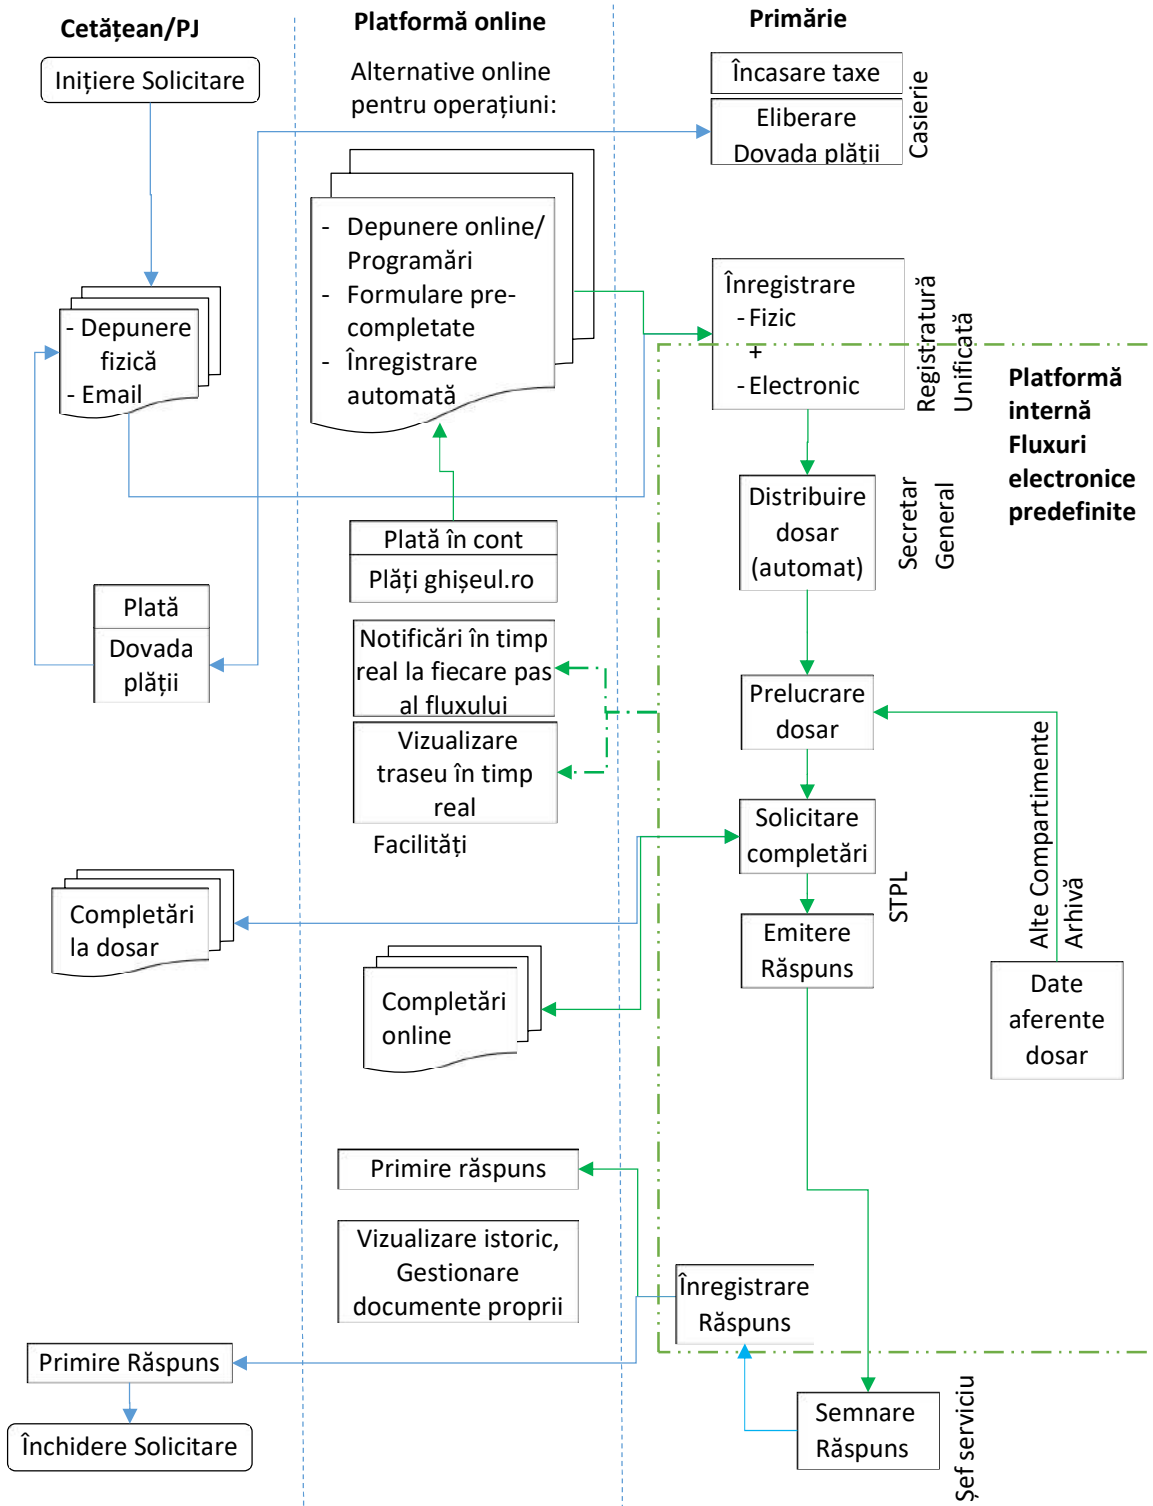 Cetățean/PJ
Platformă online
Primărie
Inițiere Solicitare
Alternative online
pentru operațiuni:
Încasare taxe
Eliberare
Dovada plății
Casierie
- Depunere
fizică
- Email
- Depunere online/
Programări
- Formulare pre-
completate
- Înregistrare
automată
Înregistrare
- Fizic
+
- Electronic
Registratură
Unificată
Platformă
internă
Fluxuri
electronice
predefinite
Plată
Dovada
plății
Plată în cont
Plăți ghișeul.ro
Distribuire
dosar
(automat)
Secretar
General
Notificări în timp
real la fiecare pas
al fluxului
Vizualizare
traseu în timp
real
Facilități
Prelucrare
dosar
Solicitare
completări
STPL
Emitere
Răspuns
Alte Compartimente
Arhivă
Date
aferente
dosar
Completări
la dosar
Completări
online
Primire răspuns
Vizualizare istoric,
Gestionare
documente proprii
Înregistrare
Răspuns
Primire Răspuns
Închidere Solicitare
Semnare
Răspuns
Șef serviciu